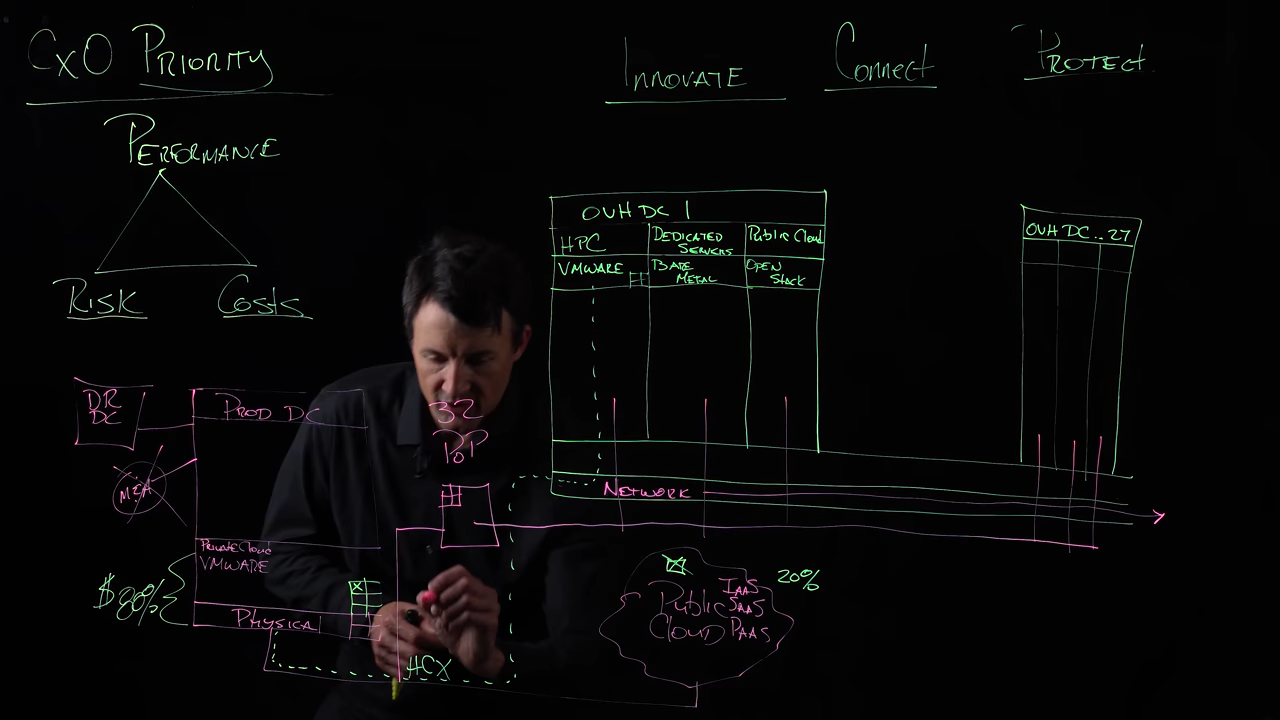 CxO PRIORITY
INNOVATE
CONNECT
PROTECT
PERFORMANCE
RISK
COSTS
OVH DC 1
HPC
DEDICATED
SERVERS
PUBLIC CLOUD
VMWARE
BARE
METAL
OPEN
STACK
OVH DC .. 27
DR
DC
PROD DC
M&A
32
POP
NETWORK
PRIVATE CLOUD
VMWARE
$ 80%
PHYSICAL
HCX
PUBLIC
CLOUD
IAAS
SAAS
PAAS
20%